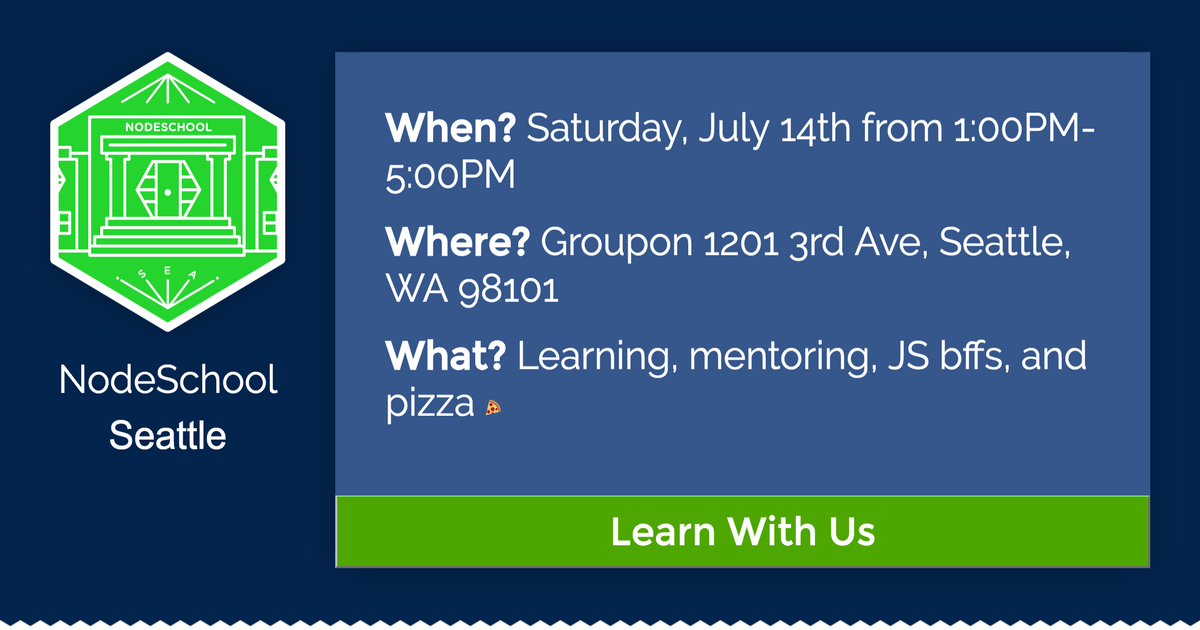 NODESCHOOL
SEA
NodeSchool
Seattle
When? Saturday, July 14th from 1:00PM-
5:00PM
Where? Groupon 1201 3rd Ave, Seattle,
WA 98101
What? Learning, mentoring, JS bffs, and
pizza 🍕
Learn With Us